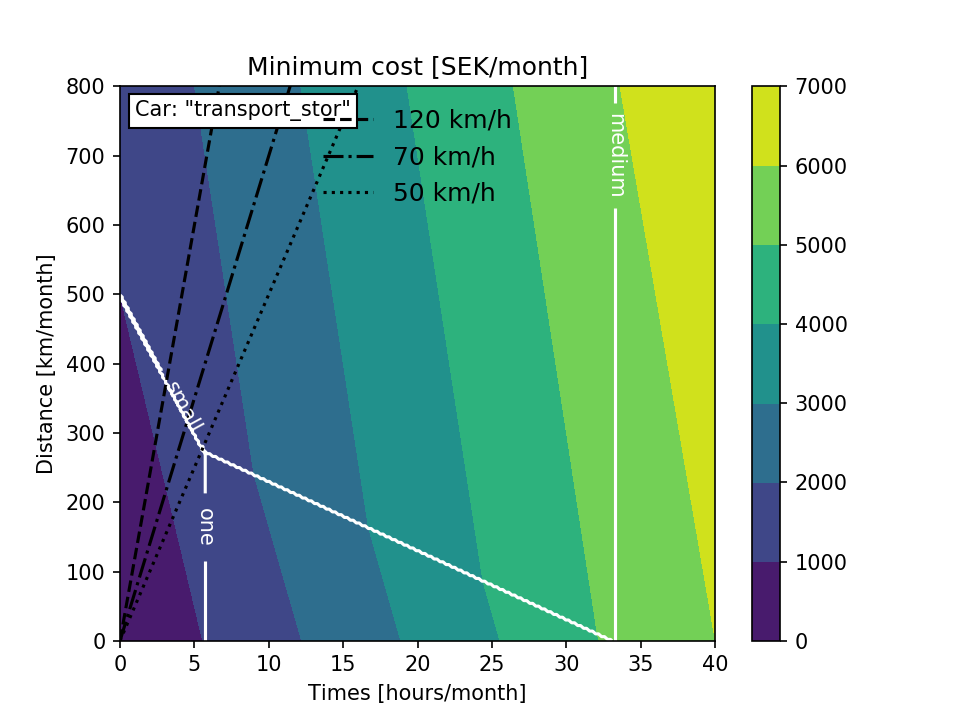 Minimum cost [SEK/month]
Car: "transport_stor"
120 km/h
70 km/h
50 km/h
medium
small
one
800
700
600
500
400
300
200
100
0
Distance [km/month]
0 5 10 15 20 25 30 35 40
Times [hours/month]
7000
6000
5000
4000
3000
2000
1000
0